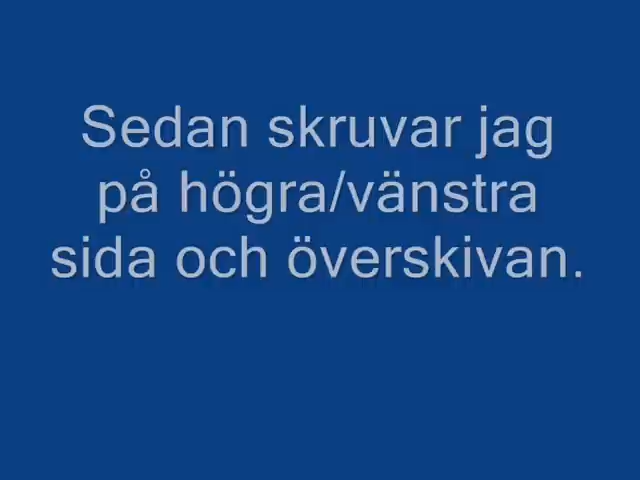 Sedan skruvar jag
på högra/vänstra
sida och överskivan.